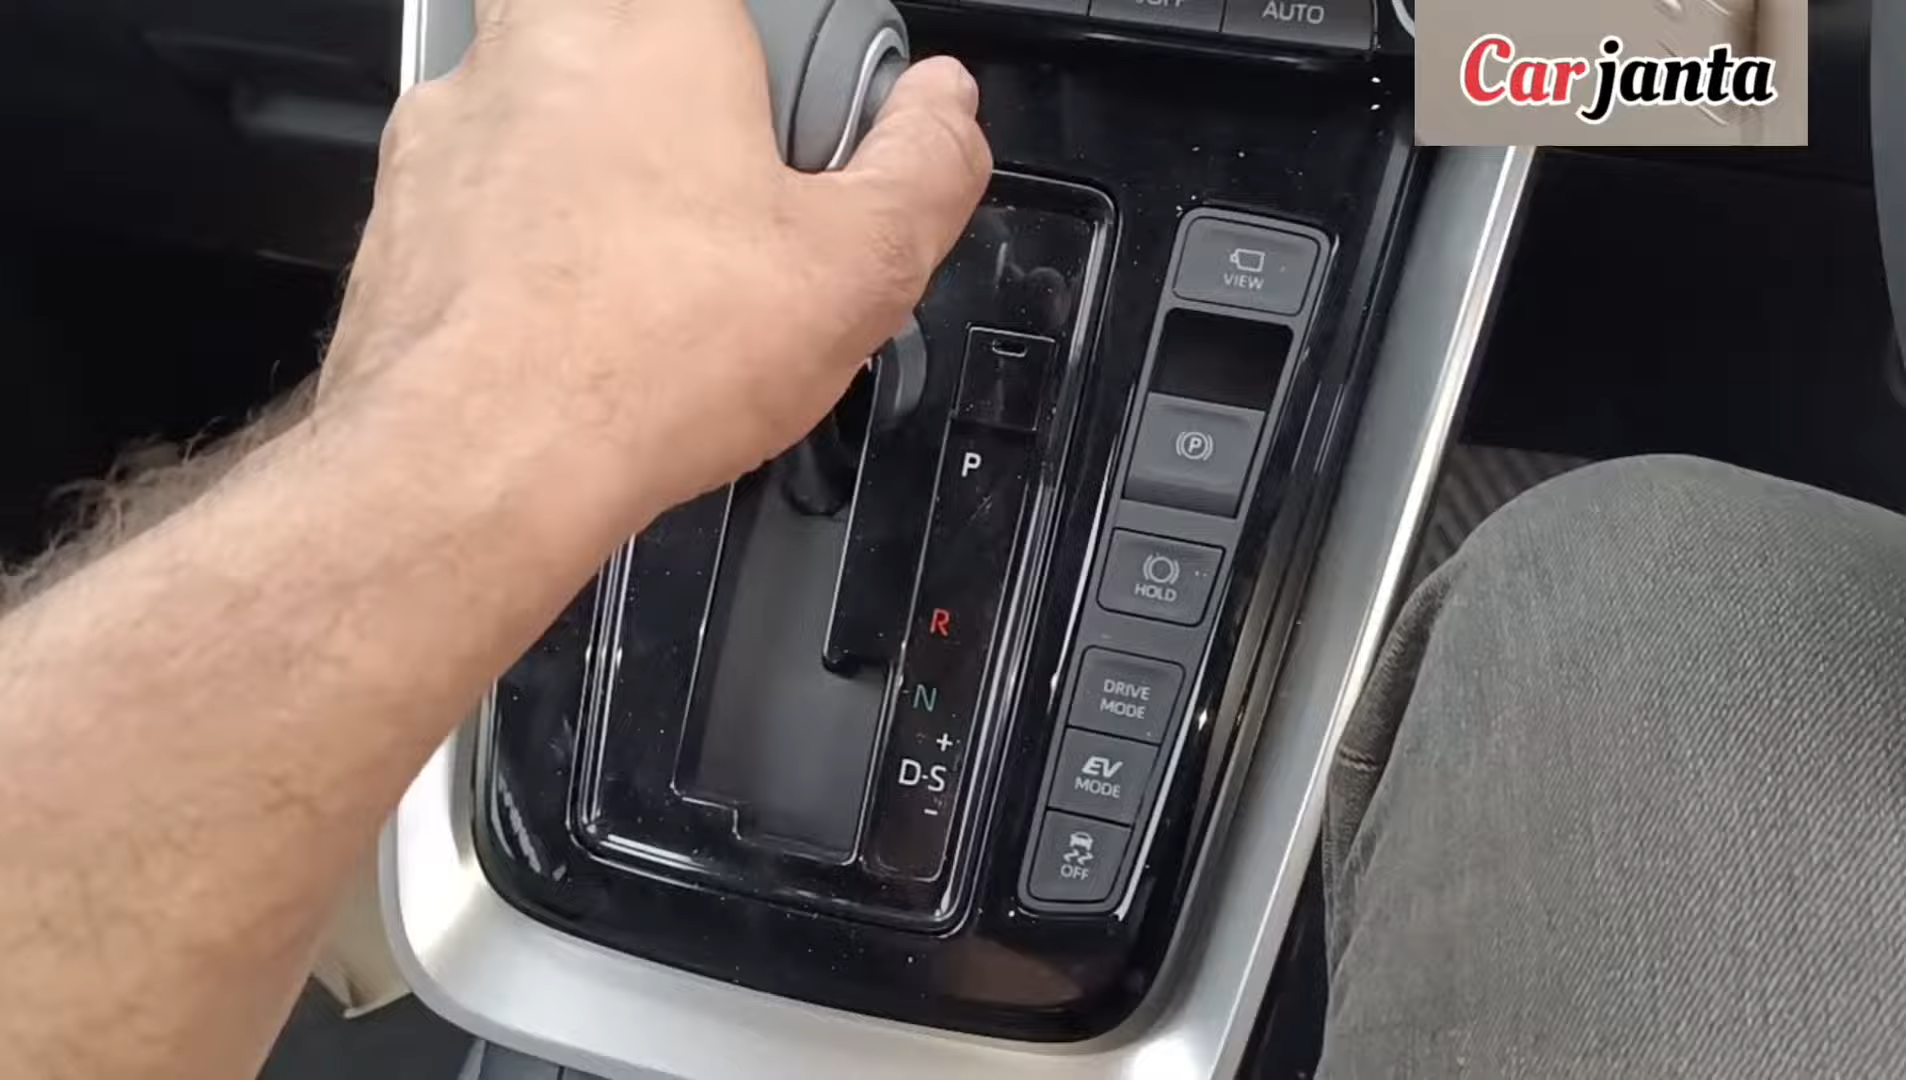 AUTO
Carjanta
VIEW
P
P
HOLD
R
DRIVE
MODE
N
+
D-S
-
EV
MODE
OFF